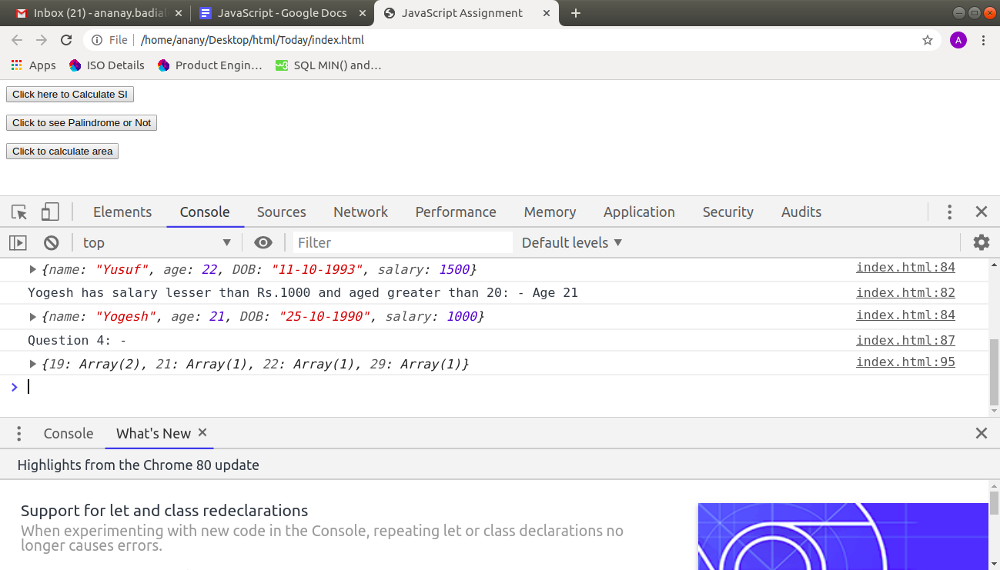 Inbox (21) - ananay.badial
JavaScript - Google Docs
JavaScript Assignment
File /home/anany/Desktop/html/Today/index.html
A
Apps ISO Details Product Engin... w3 SQL MIN() and...
Click here to Calculate SI
Click to see Palindrome or Not
Click to calculate area
Elements Console Sources Network Performance Memory Application Security Audits
top Filter Default levels
{name: "Yusuf", age: 22, DOB: "11-10-1993", salary: 1500} index.html:84
Yogesh has salary lesser than Rs.1000 and aged greater than 20: - Age 21 index.html:82
{name: "Yogesh", age: 21, DOB: "25-10-1990", salary: 1000} index.html:84
Question 4: - index.html:87
{19: Array(2), 21: Array(1), 22: Array(1), 29: Array(1)} index.html:95
Console What's New
Highlights from the Chrome 80 update
Support for let and class redeclarations
When experimenting with new code in the Console, repeating let or class declarations no
longer causes errors.